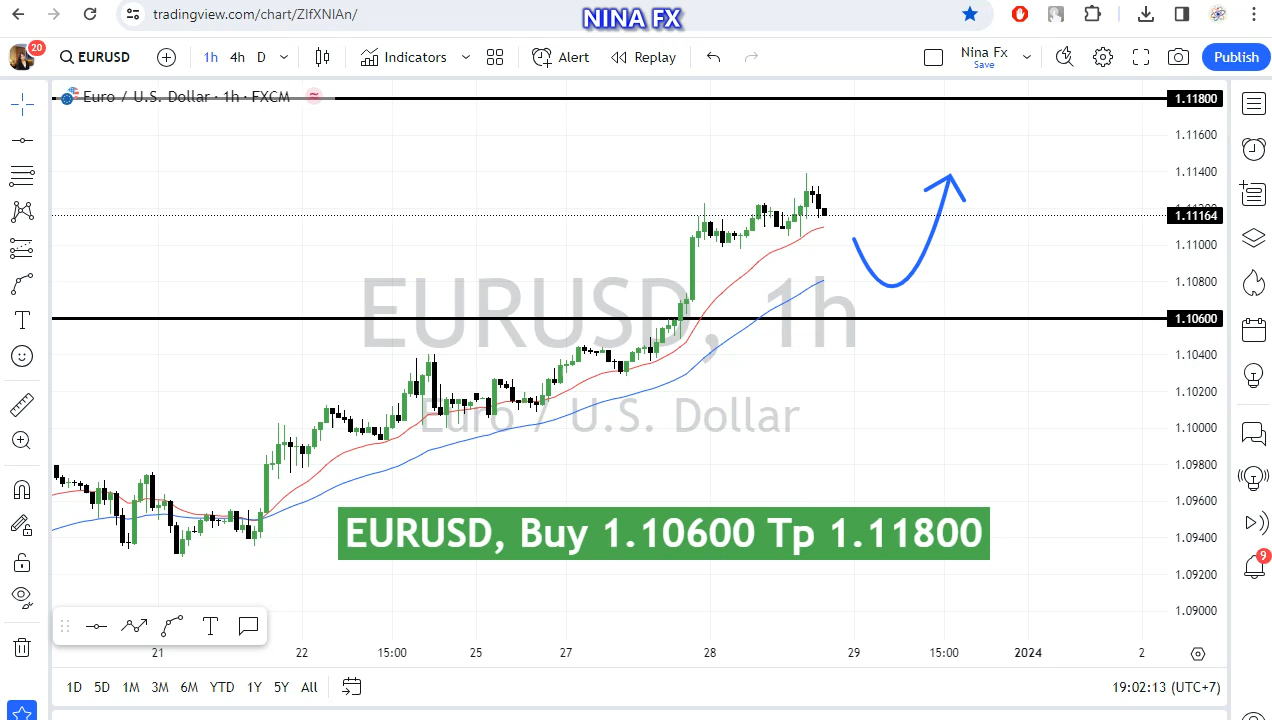 tradingview.com/chart/ZIfXNIAn/
NINA FX
20
EURUSD
1h 4h D
Indicators
Alert
Replay
Nina Fx
Save
Publish
Euro / U.S. Dollar · 1h · FXCM
1.11800
1.11600
1.11400
1.11164
1.11000
1.10800
1.10600
1.10400
1.10200
1.10000
1.09800
1.09600
1.09400
1.09200
1.09000
EURUSD, 1h
Euro / U.S. Dollar
EURUSD, Buy 1.10600 Tp 1.11800
9
21 22 15:00 25 27 28 29 15:00 2024 2
1D 5D 1M 3M 6M YTD 1Y 5Y All
19:02:13 (UTC+7)